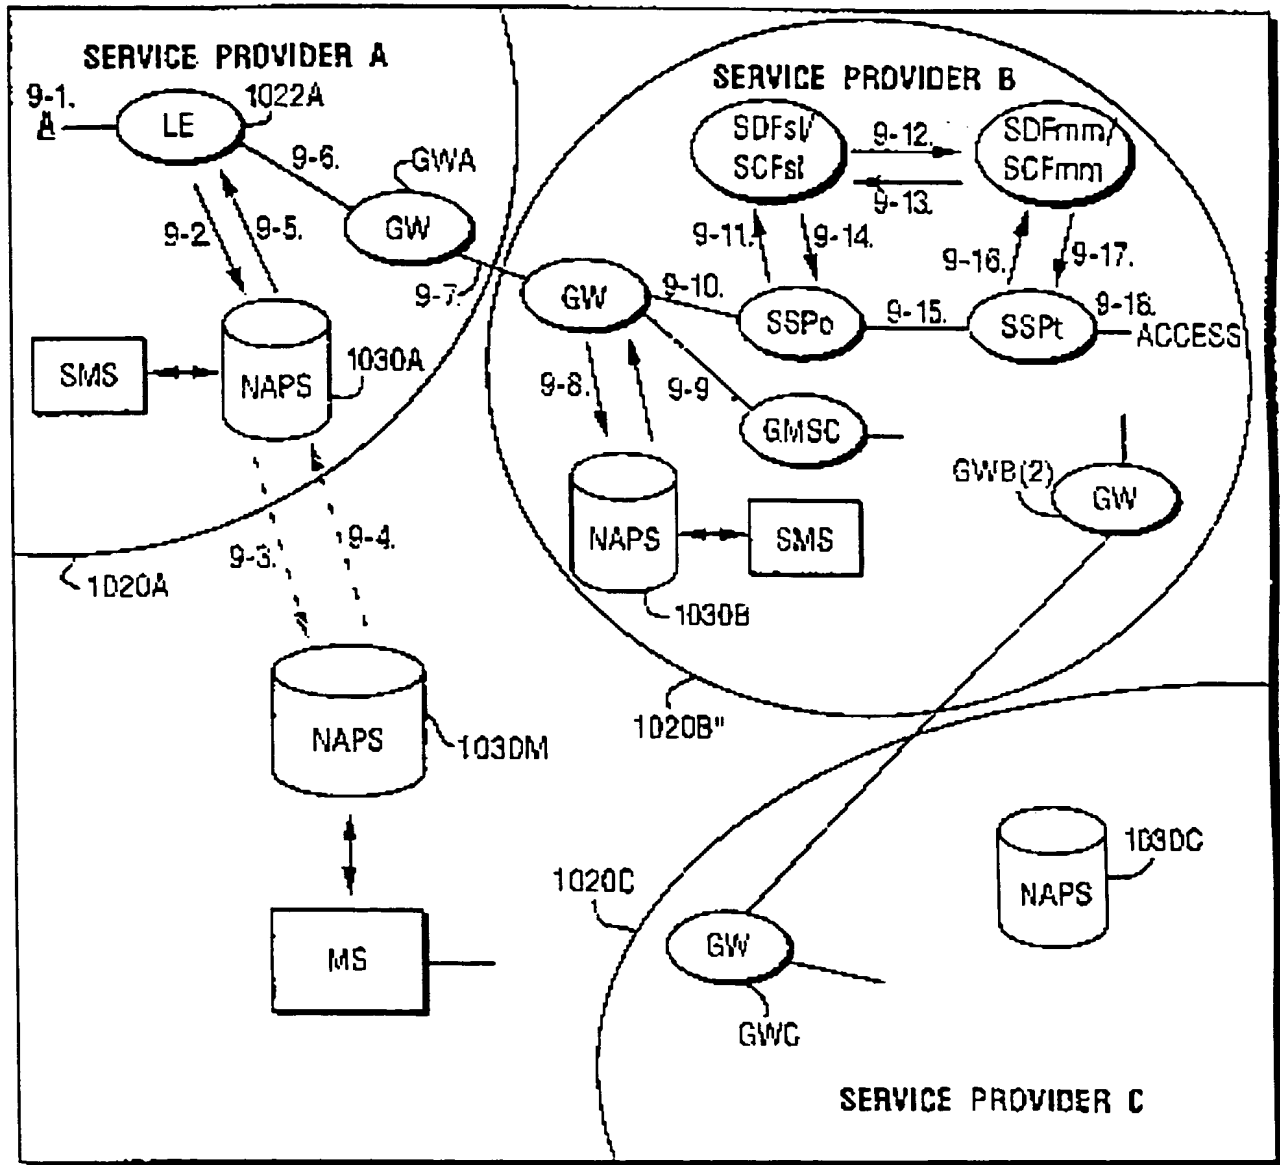 SERVICE PROVIDER A
9-1.
A
LE
1022A
9-6.
GWA
GW
9-2
9-5.
9-7.
SMS
NAPS
1030A
9-3.
9-4.
1020A
NAPS
1030M
MS
SERVICE PROVIDER B
SDFsl/
SCFsl
9-12.
SDFmm/
SCFmm
9-13.
9-11.
9-14.
9-16.
9-17.
GW
9-10.
SSPo
9-15.
SSPt
9-18.
ACCESS
9-8.
9-9
GMSC
GWB(2)
GW
NAPS
SMS
1030B
1020B"
1020C
NAPS
1030C
GW
GWC
SERVICE PROVIDER C